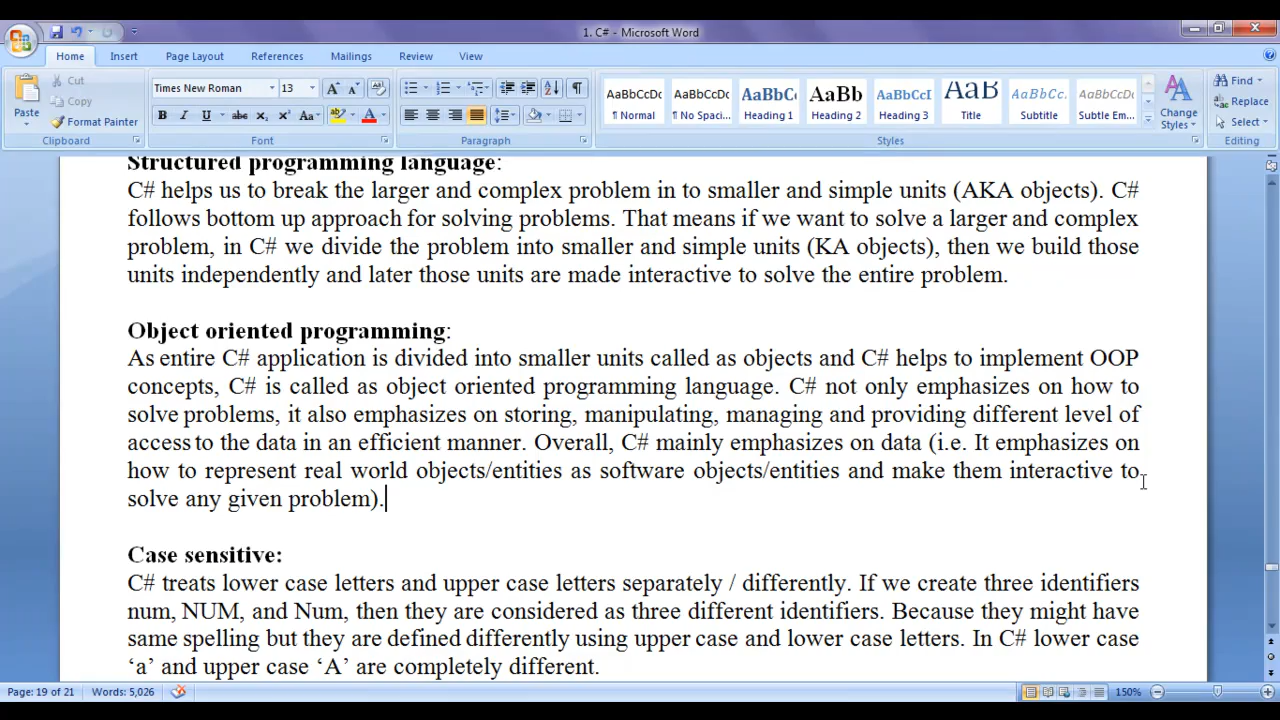 1. C# - Microsoft Word
Home Insert Page Layout References Mailings Review View
Paste
Cut
Copy
Format Painter
Clipboard
Times New Roman 13
B I U abc X₂ X² Aa
Font
Paragraph
AaBbCcDc AaBbCcDc AaBbC AaBb AaBbCcI AaB AaBbCc. AaBbCcDc
¶ Normal ¶ No Spaci... Heading 1 Heading 2 Heading 3 Title Subtitle Subtle Em...
Styles
Change
Styles
Find
Replace
Select
Editing
Structured programming language:
C# helps us to break the larger and complex problem in to smaller and simple units (AKA objects). C#
follows bottom up approach for solving problems. That means if we want to solve a larger and complex
problem, in C# we divide the problem into smaller and simple units (KA objects), then we build those
units independently and later those units are made interactive to solve the entire problem.
Object oriented programming:
As entire C# application is divided into smaller units called as objects and C# helps to implement OOP
concepts, C# is called as object oriented programming language. C# not only emphasizes on how to
solve problems, it also emphasizes on storing, manipulating, managing and providing different level of
access to the data in an efficient manner. Overall, C# mainly emphasizes on data (i.e. It emphasizes on
how to represent real world objects/entities as software objects/entities and make them interactive to
solve any given problem).
Case sensitive:
C# treats lower case letters and upper case letters separately / differently. If we create three identifiers
num, NUM, and Num, then they are considered as three different identifiers. Because they might have
same spelling but they are defined differently using upper case and lower case letters. In C# lower case
‘a’ and upper case ‘A’ are completely different.
Page: 19 of 21 Words: 5,026 150%